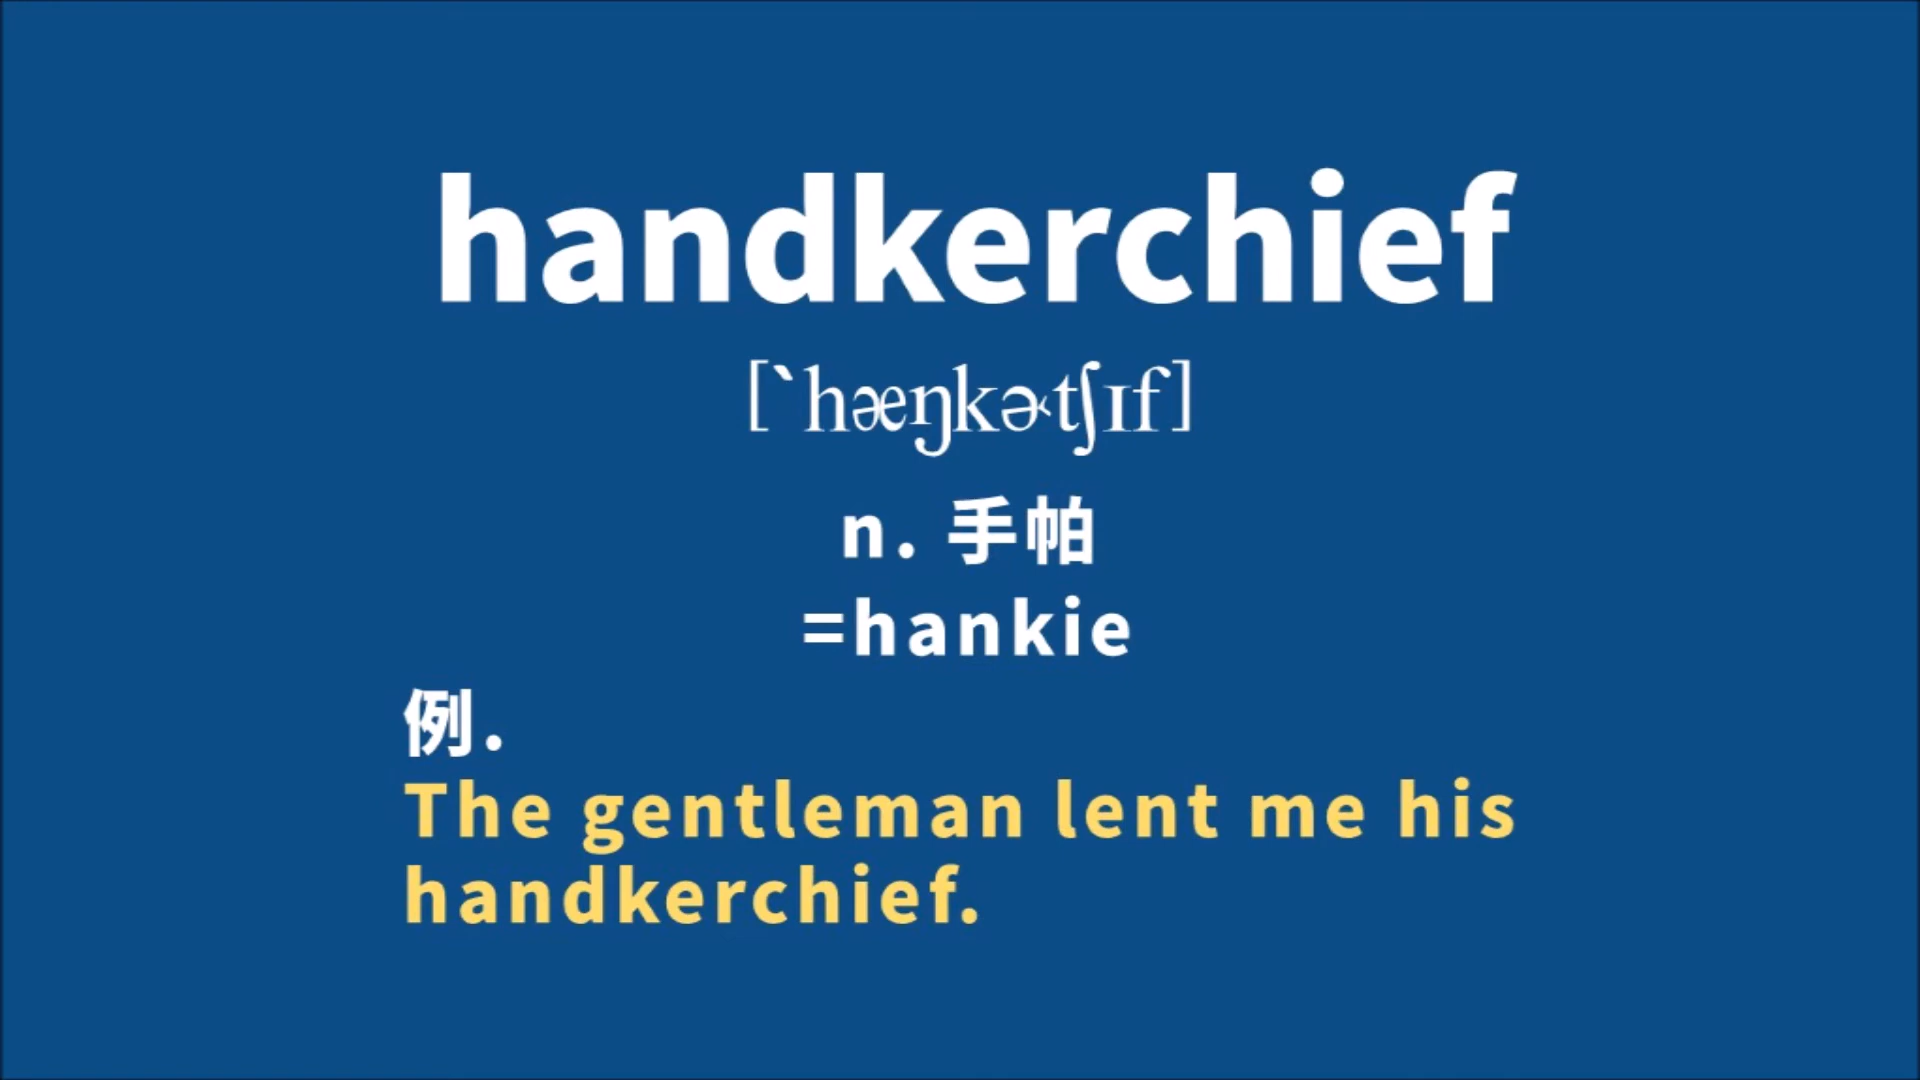 handkerchief
[ˋhæŋkɚtʃɪf]
n. 手帕
=hankie
例.
The gentleman lent me his
handkerchief.